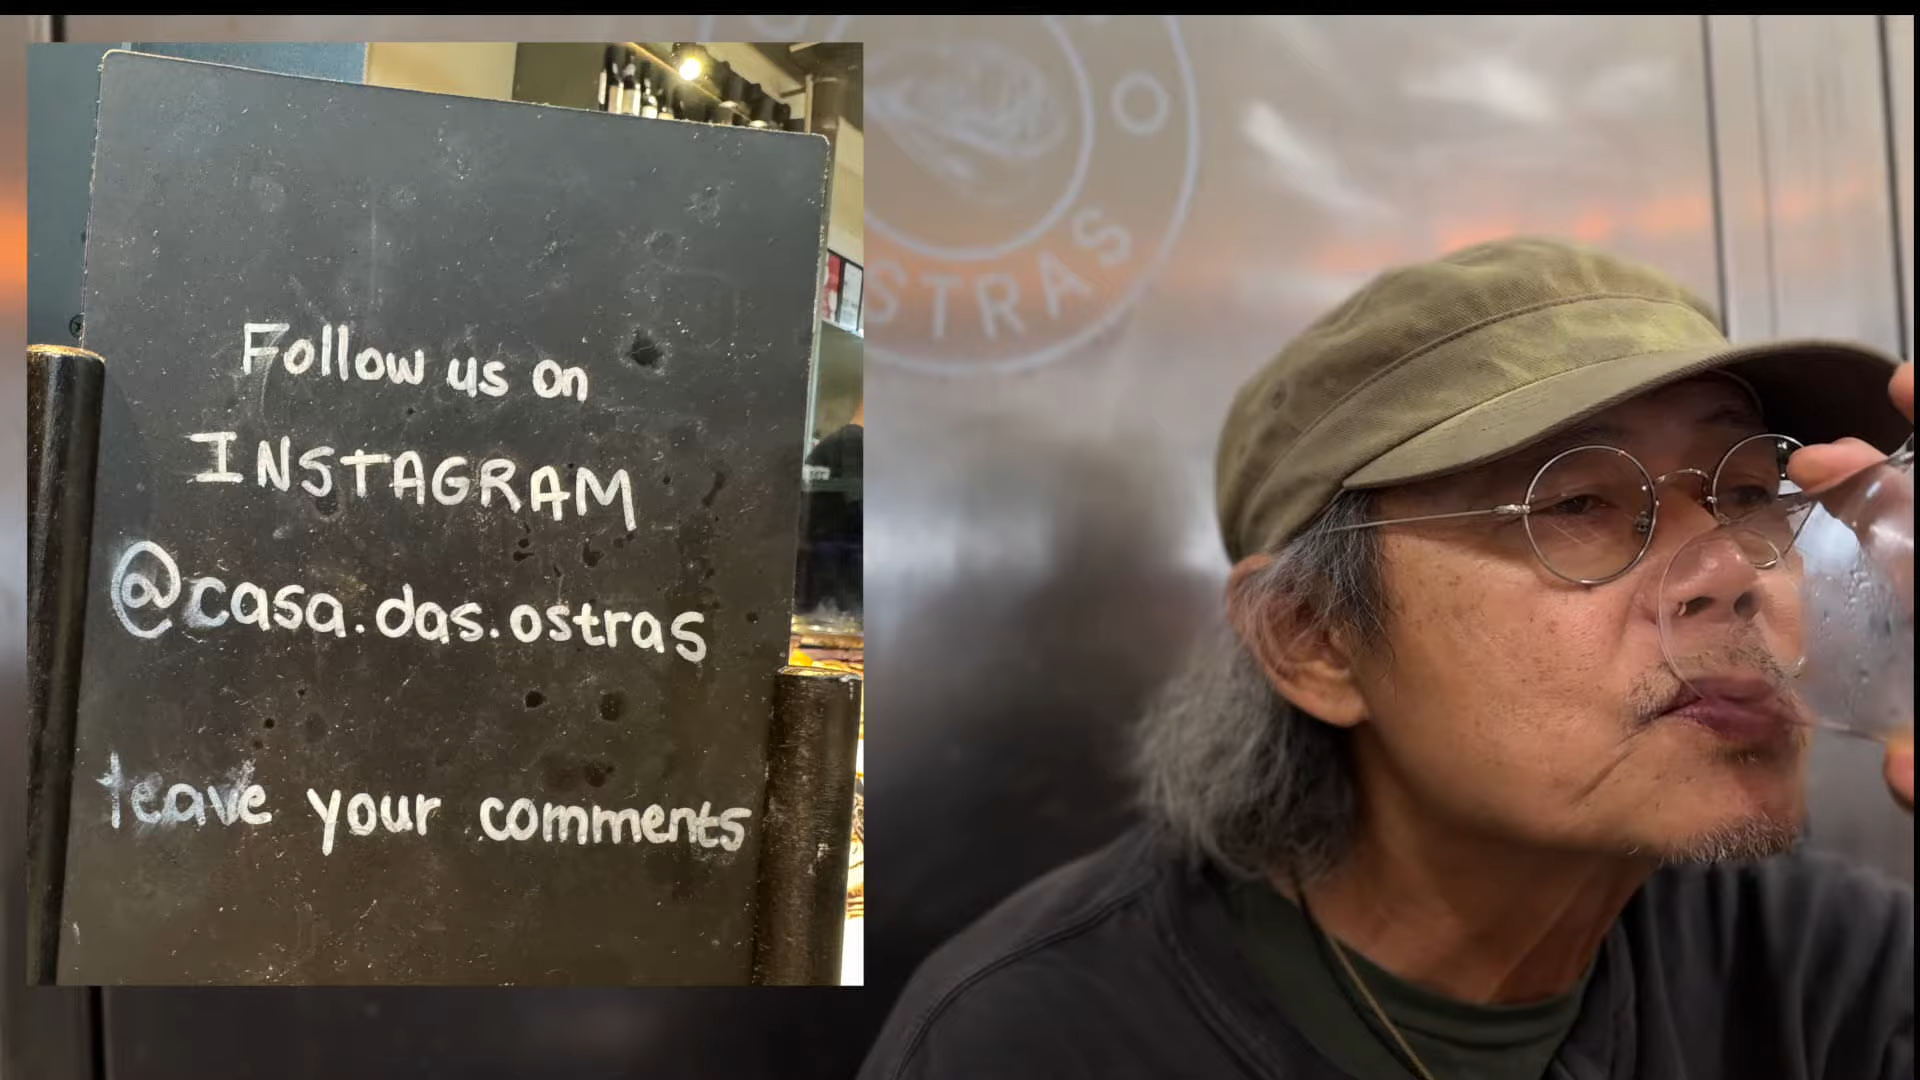 Follow us on
INSTAGRAM
@casa.das.ostras
leave your comments
O
STRAS